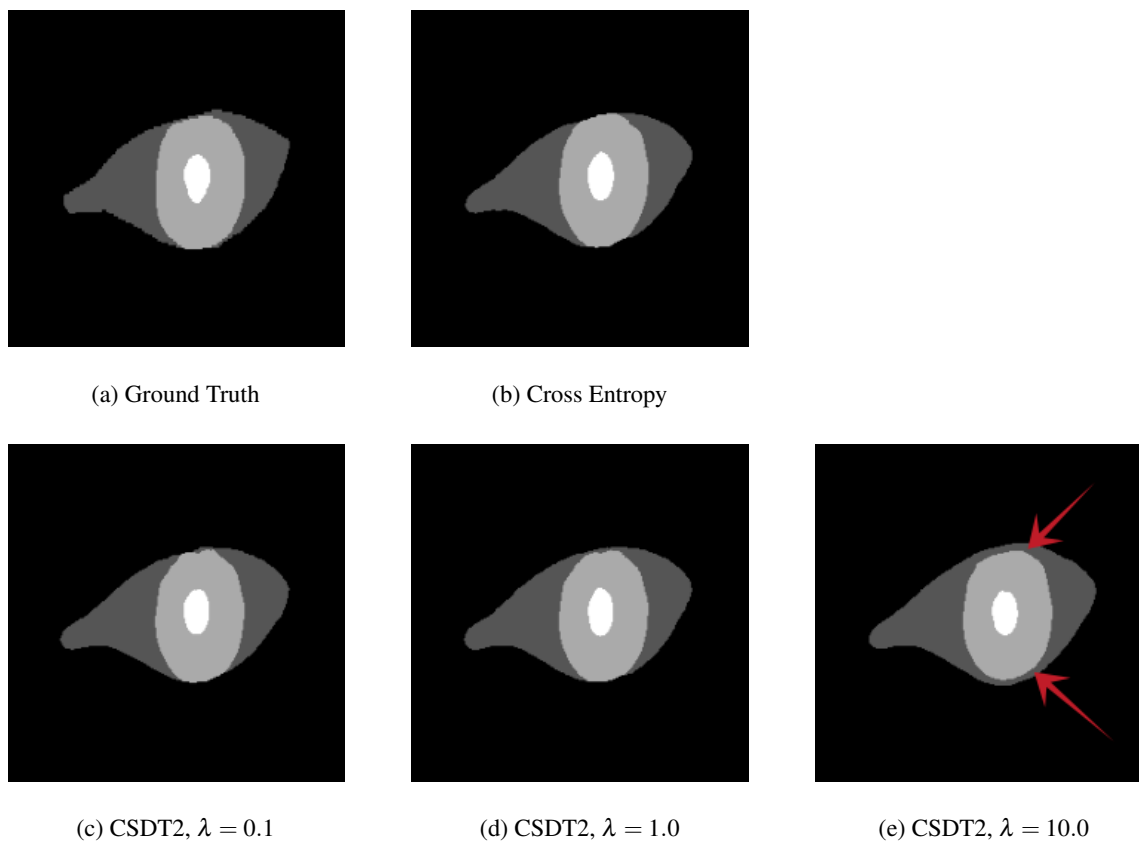 (a) Ground Truth
(b) Cross Entropy
(c) CSDT2, λ = 0.1
(d) CSDT2, λ = 1.0
(e) CSDT2, λ = 10.0